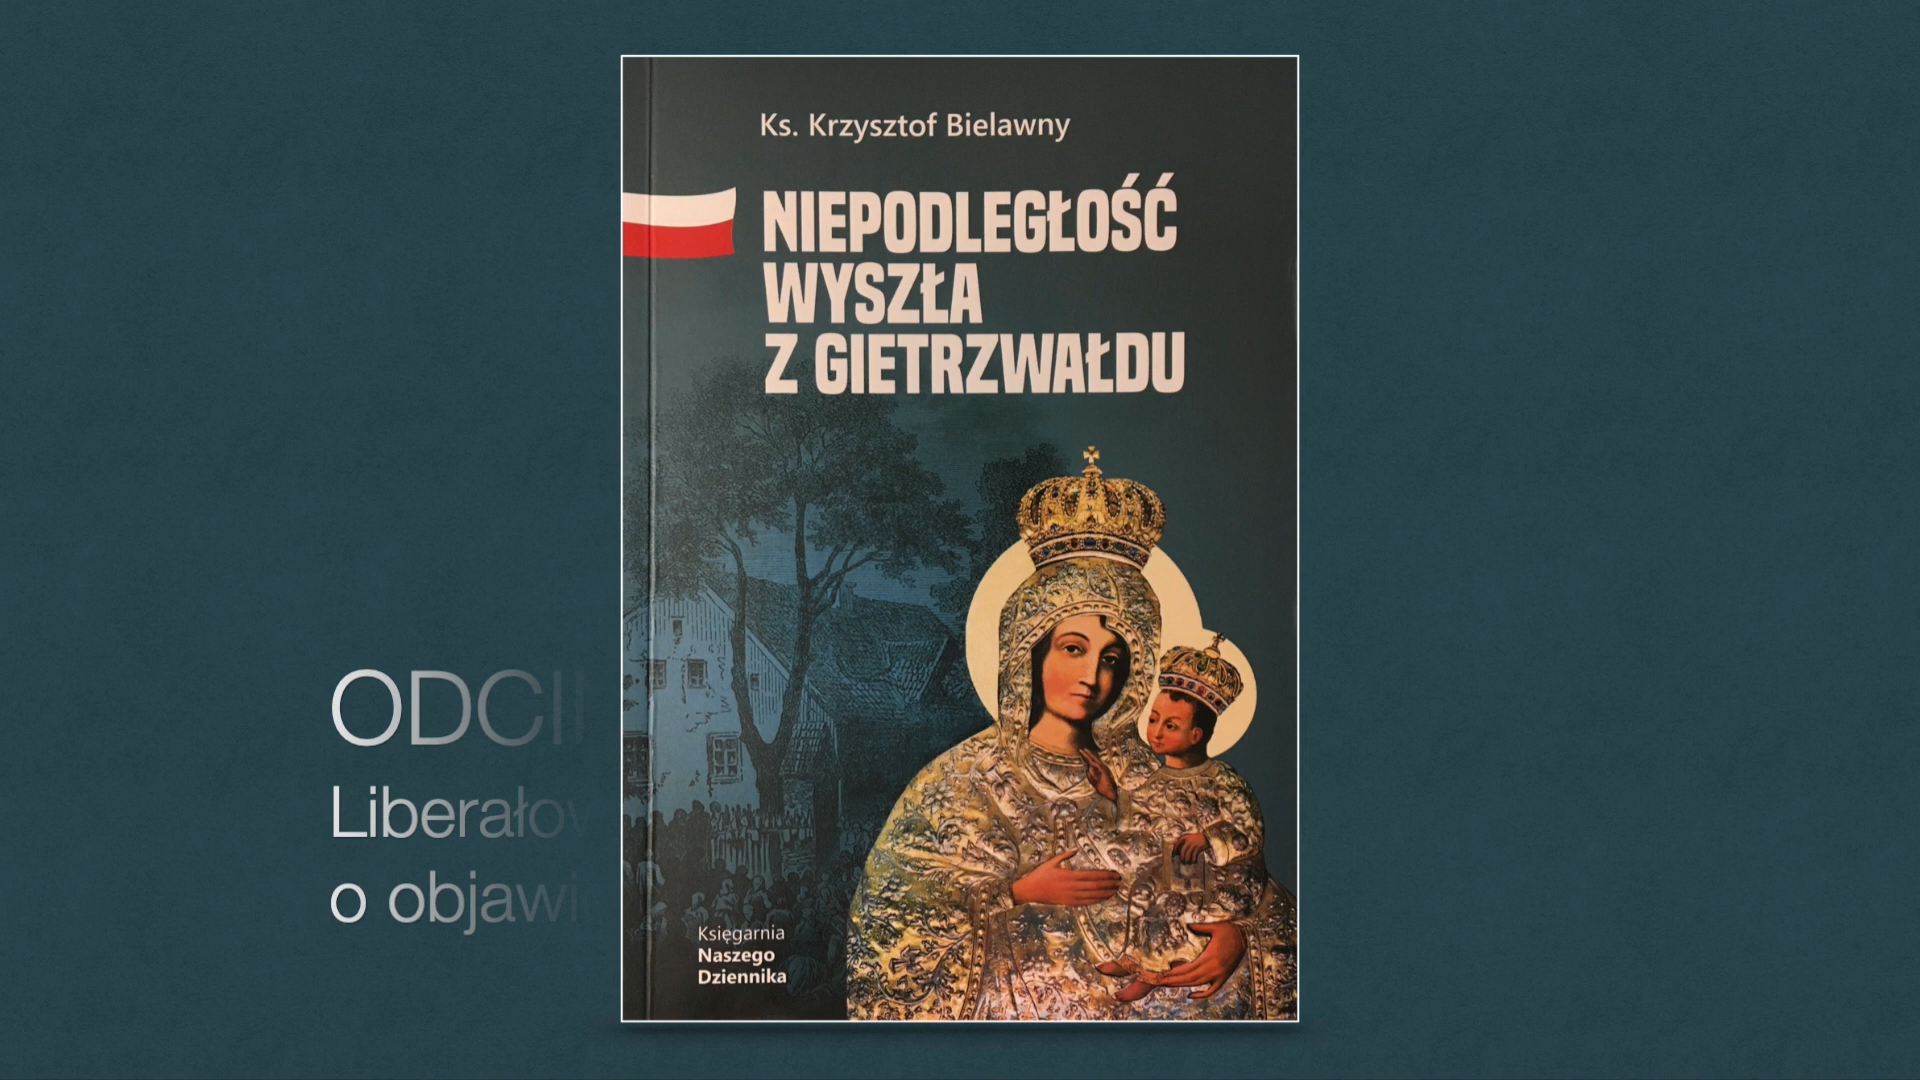 Ks. Krzysztof Bielawny
NIEPODLEGŁOŚĆ
WYSZŁA
Z GIETRZWAŁDU
Księgarnia
Naszego
Dziennika
o